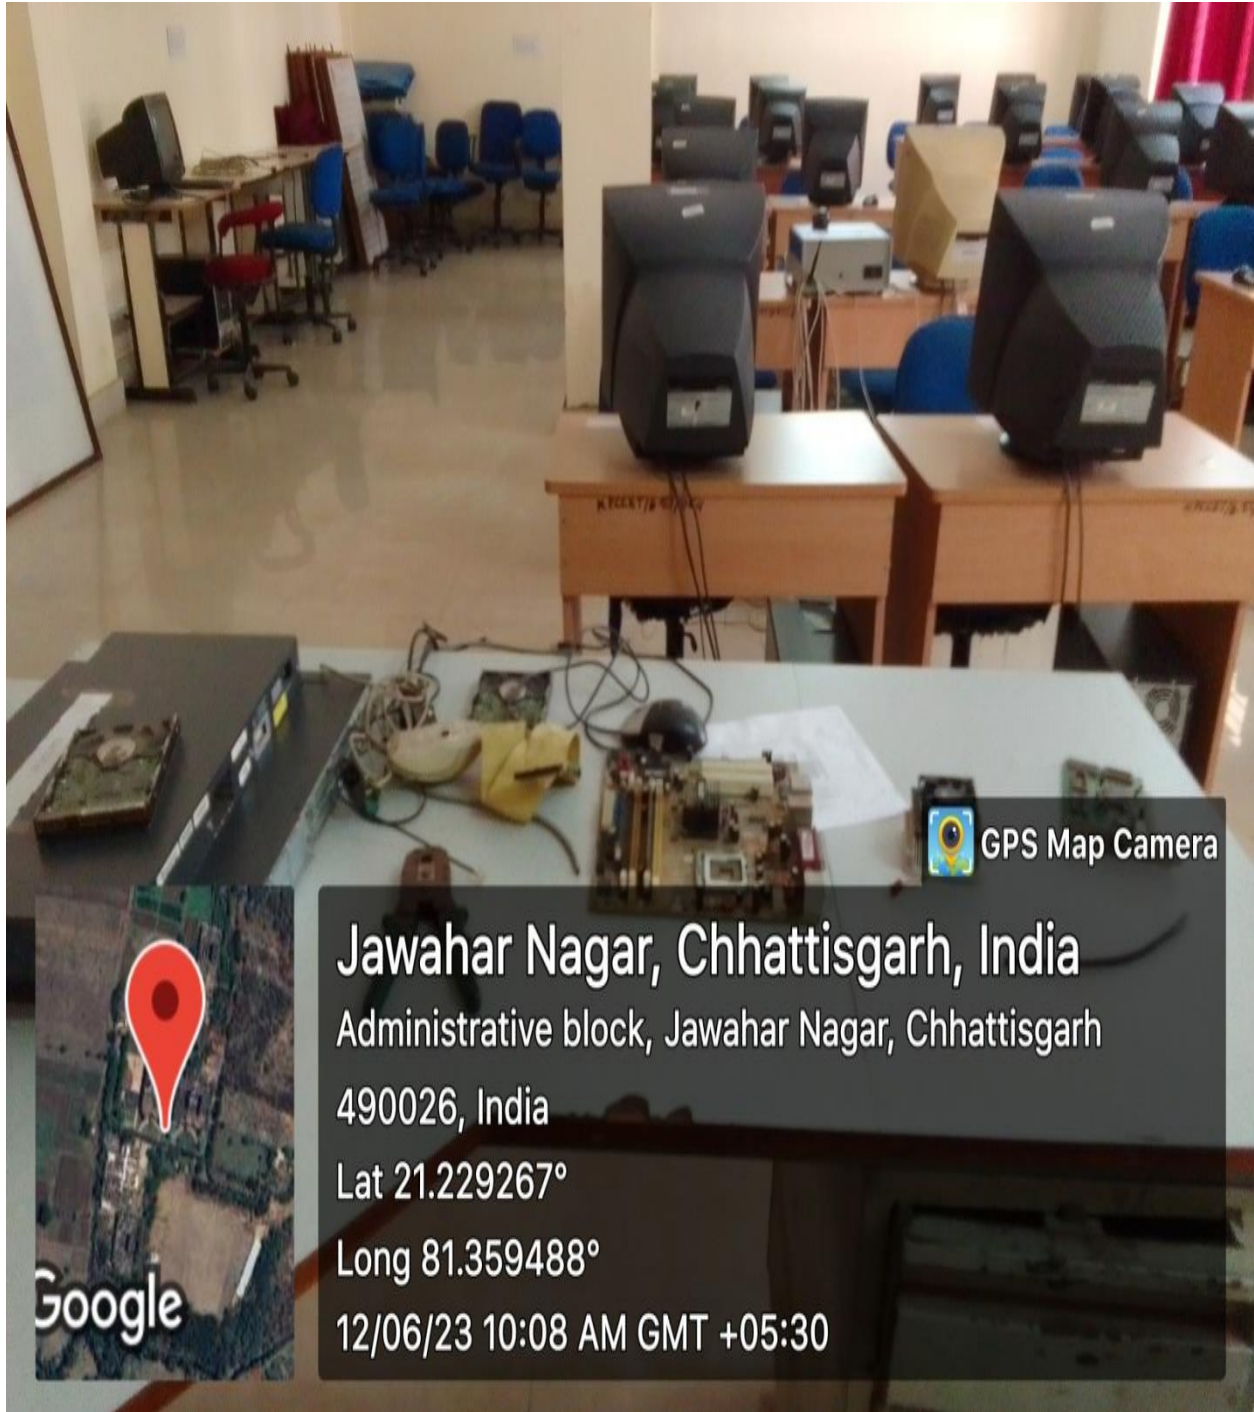 GPS Map Camera
Jawahar Nagar, Chhattisgarh, India
Administrative block, Jawahar Nagar, Chhattisgarh
490026, India
Lat 21.229267°
Long 81.359488°
12/06/23 10:08 AM GMT +05:30
Google